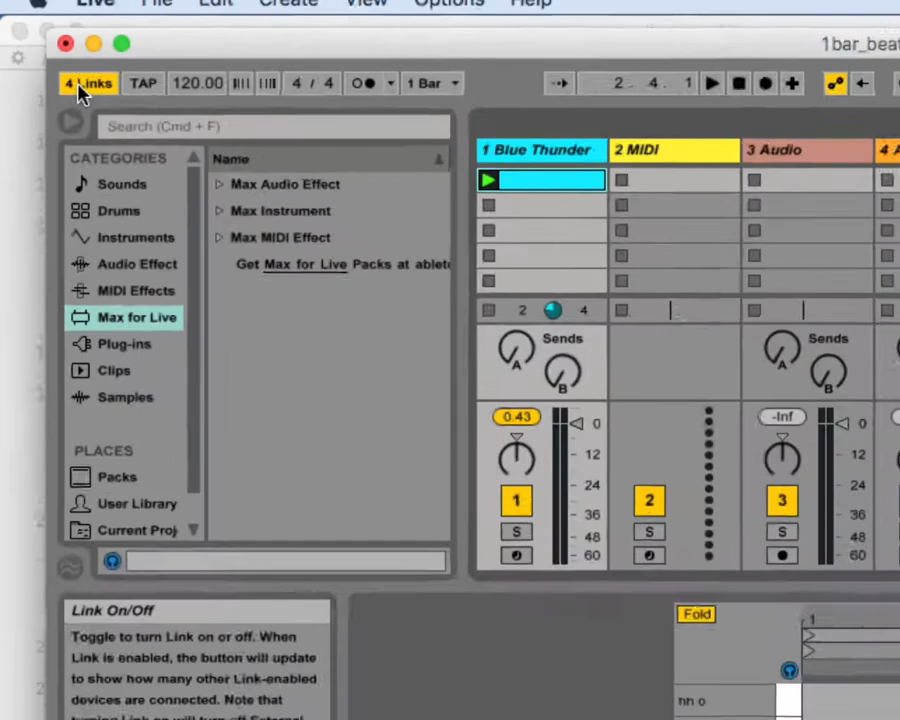 Live File Edit Create View Options Help
1bar_beat
4 Links TAP 120.00 4 / 4 1 Bar 2. 4. 1
Search (Cmd + F)
CATEGORIES
Sounds
Drums
Instruments
Audio Effect
MIDI Effects
Max for Live
Plug-ins
Clips
Samples
PLACES
Packs
User Library
Current Proj
Name
Max Audio Effect
Max Instrument
Max MIDI Effect
Get Max for Live Packs at ablet
1 Blue Thunder 2 MIDI 3 Audio 4 A
2 4
Sends Sends
A B A B
0.43 -Inf
0 0
12 12
24 24
36 36
48 48
60 60
1 2 3
S S S
Link On/Off
Toggle to turn Link on or off. When
Link is enabled, the button will update
to show how many other Link-enabled
devices are connected. Note that
Fold
1
hh o